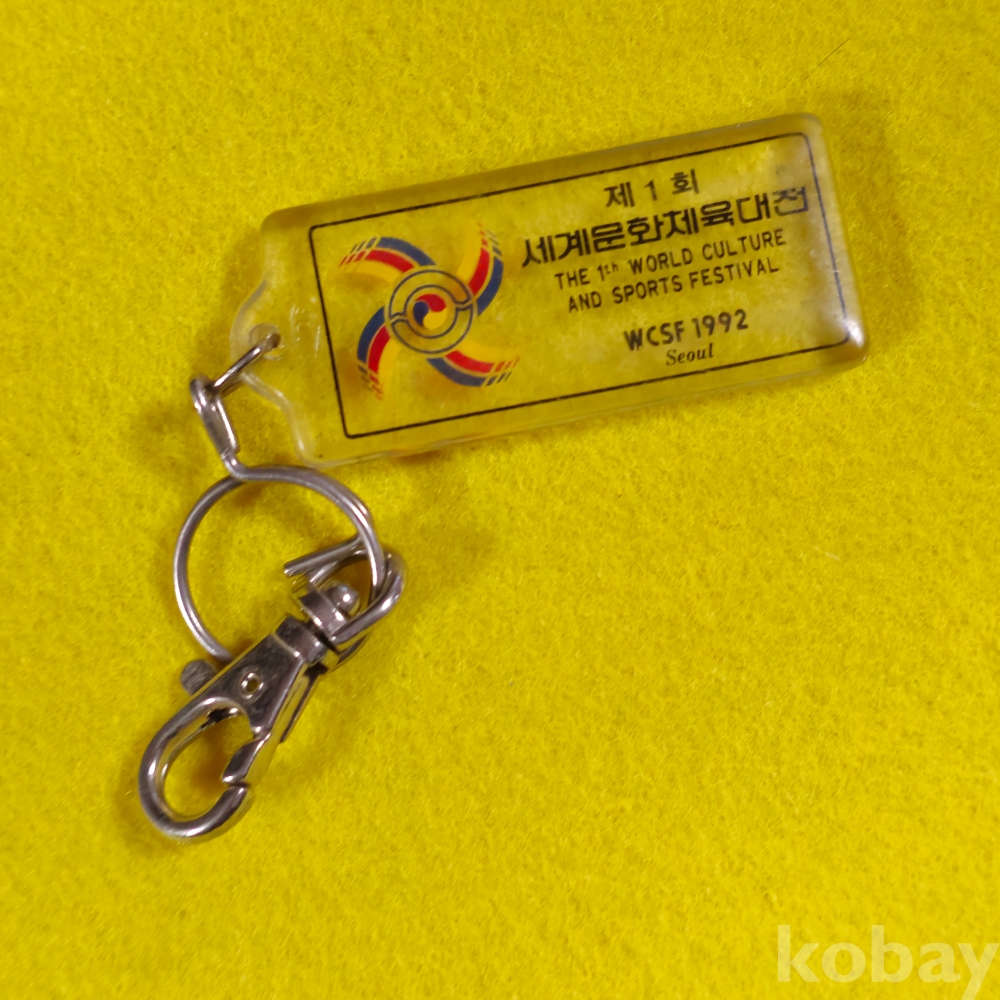 제 1 회
세계문화체육대전
THE 1th WORLD CULTURE
AND SPORTS FESTIVAL
WCSF 1992
Seoul
kobay